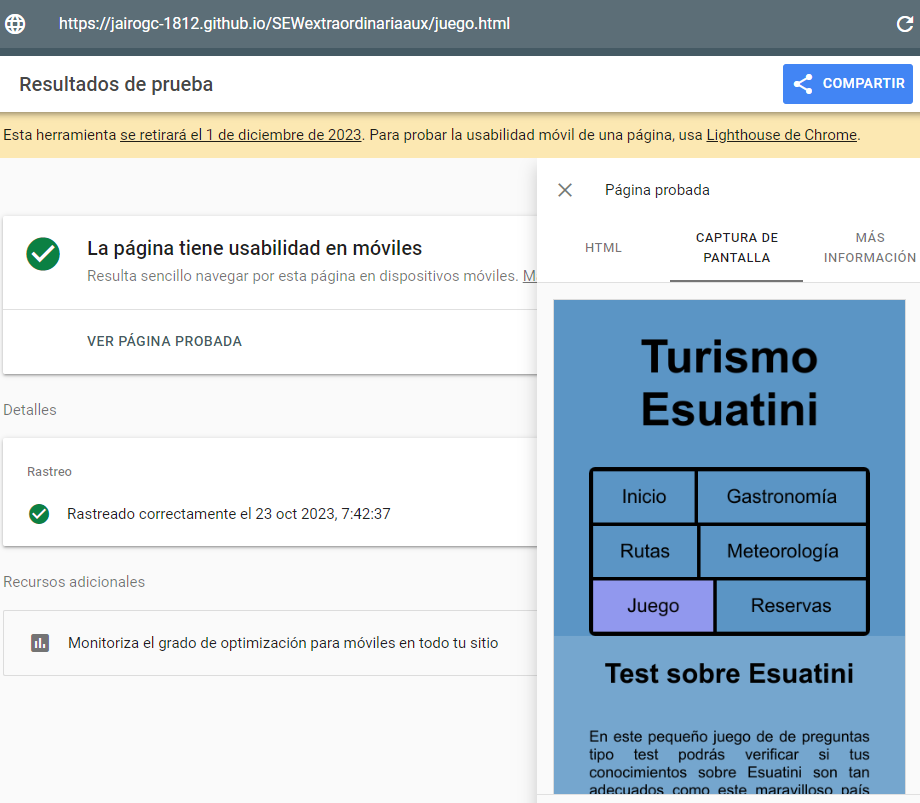 https://jairogc-1812.github.io/SEWextraordinariaaux/juego.html
Resultados de prueba
COMPARTIR
Esta herramienta se retirará el 1 de diciembre de 2023. Para probar la usabilidad móvil de una página, usa Lighthouse de Chrome.
La página tiene usabilidad en móviles
Resulta sencillo navegar por esta página en dispositivos móviles. M
VER PÁGINA PROBADA
Detalles
Rastreo
Rastreado correctamente el 23 oct 2023, 7:42:37
Recursos adicionales
Monitoriza el grado de optimización para móviles en todo tu sitio
Página probada
HTML
CAPTURA DE
PANTALLA
MÁS
INFORMACIÓN
Turismo
Esuatini
Inicio
Gastronomía
Rutas
Meteorología
Juego
Reservas
Test sobre Esuatini
En este pequeño juego de de preguntas
tipo test podrás verificar si tus
conocimientos sobre Esuatini son tan
adecuados como este maravilloso país